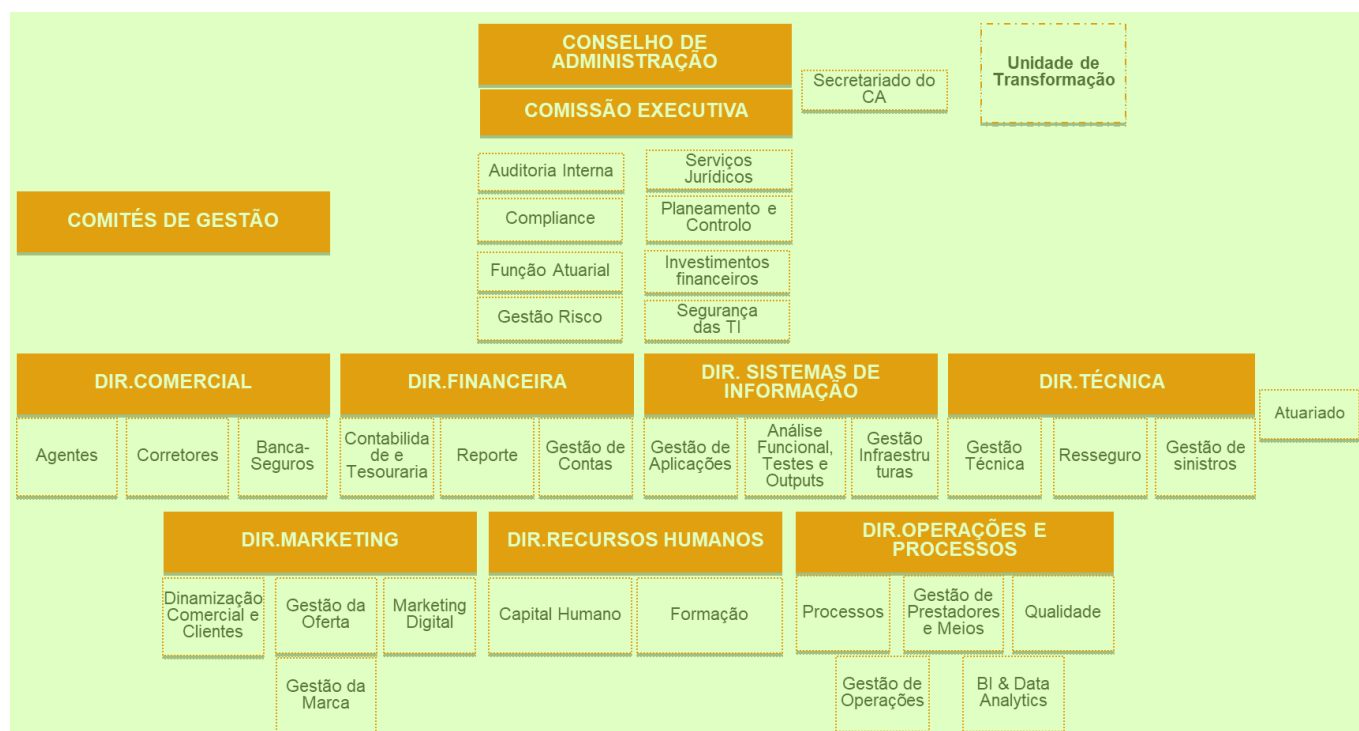 CONSELHO DE
ADMINISTRAÇÃO
Unidade de
Transformação
Secretariado do
CA
COMISSÃO EXECUTIVA
Auditoria Interna
Serviços
Jurídicos
COMITÉS DE GESTÃO
Compliance
Planeamento e
Controlo
Função Atuarial
Investimentos
financeiros
Gestão Risco
Segurança
das TI
DIR.COMERCIAL
DIR.FINANCEIRA
DIR. SISTEMAS DE
INFORMAÇÃO
DIR.TÉCNICA
Atuariado
Agentes
Corretores
Banca-
Seguros
Contabilida
de e
Tesouraria
Reporte
Gestão de
Contas
Gestão de
Aplicações
Análise
Funcional,
Testes e
Outputs
Gestão
Infraestru
turas
Gestão
Técnica
Resseguro
Gestão de
sinistros
DIR.MARKETING
DIR.RECURSOS HUMANOS
DIR.OPERAÇÕES E
PROCESSOS
Dinamização
Comercial e
Clientes
Gestão da
Oferta
Marketing
Digital
Capital Humano
Formação
Processos
Gestão de
Prestadores
e Meios
Qualidade
Gestão da
Marca
Gestão de
Operações
BI & Data
Analytics